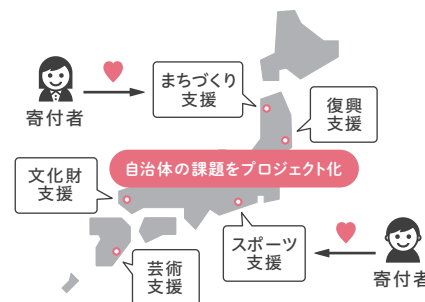 まちづくり
支援
寄付者
復興
支援
自治体の課題をプロジェクト化
文化財
支援
スポーツ
支援
芸術
支援
寄付者